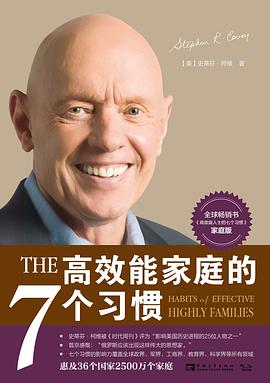 Stephen R. Covey
【美】史蒂芬·柯维 著
全球畅销书
《高效能人士的七个习惯》
家庭版
THE 7 高效能家庭的
个习惯
HABITS of EFFECTIVE
HIGHLY FAMILIES
• 史蒂芬·柯维被《时代周刊》评为“影响美国历史进程的25位人物之一”
• 普京感慨：“俄罗斯应该出现这样伟大的思想家。”
• 七个习惯的影响力覆盖全球政界、军界、工商界、教育界、科学界等所有领域
惠及36个国家2500万个家庭
中国青年出版社